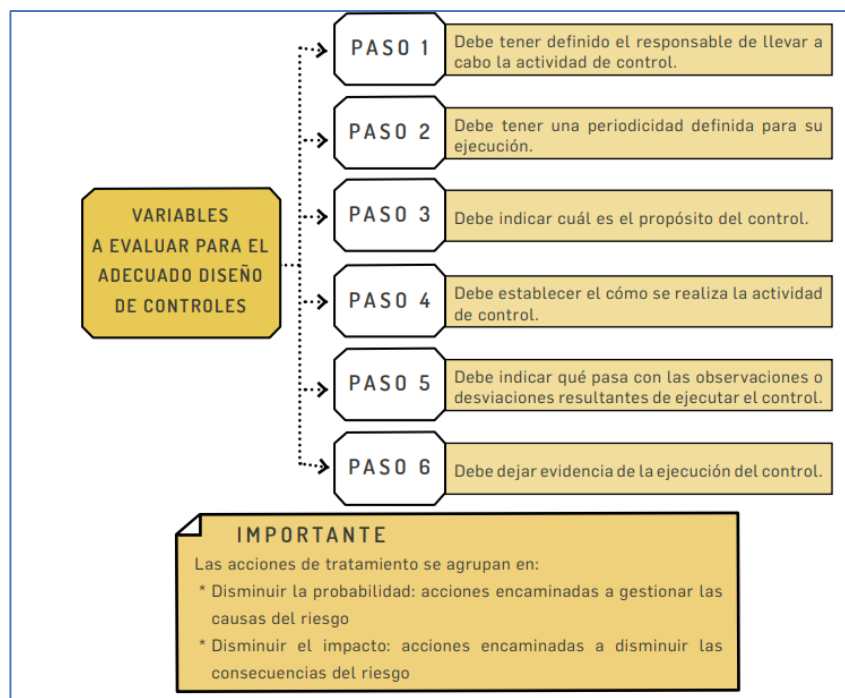 VARIABLES
A EVALUAR PARA EL
ADECUADO DISEÑO
DE CONTROLES
PASO 1
Debe tener definido el responsable de llevar a
cabo la actividad de control.
PASO 2
Debe tener una periodicidad definida para su
ejecución.
PASO 3
Debe indicar cuál es el propósito del control.
PASO 4
Debe establecer el cómo se realiza la actividad
de control.
PASO 5
Debe indicar qué pasa con las observaciones o
desviaciones resultantes de ejecutar el control.
PASO 6
Debe dejar evidencia de la ejecución del control.
IMPORTANTE
Las acciones de tratamiento se agrupan en:
* Disminuir la probabilidad: acciones encaminadas a gestionar las
causas del riesgo
* Disminuir el impacto: acciones encaminadas a disminuir las
consecuencias del riesgo